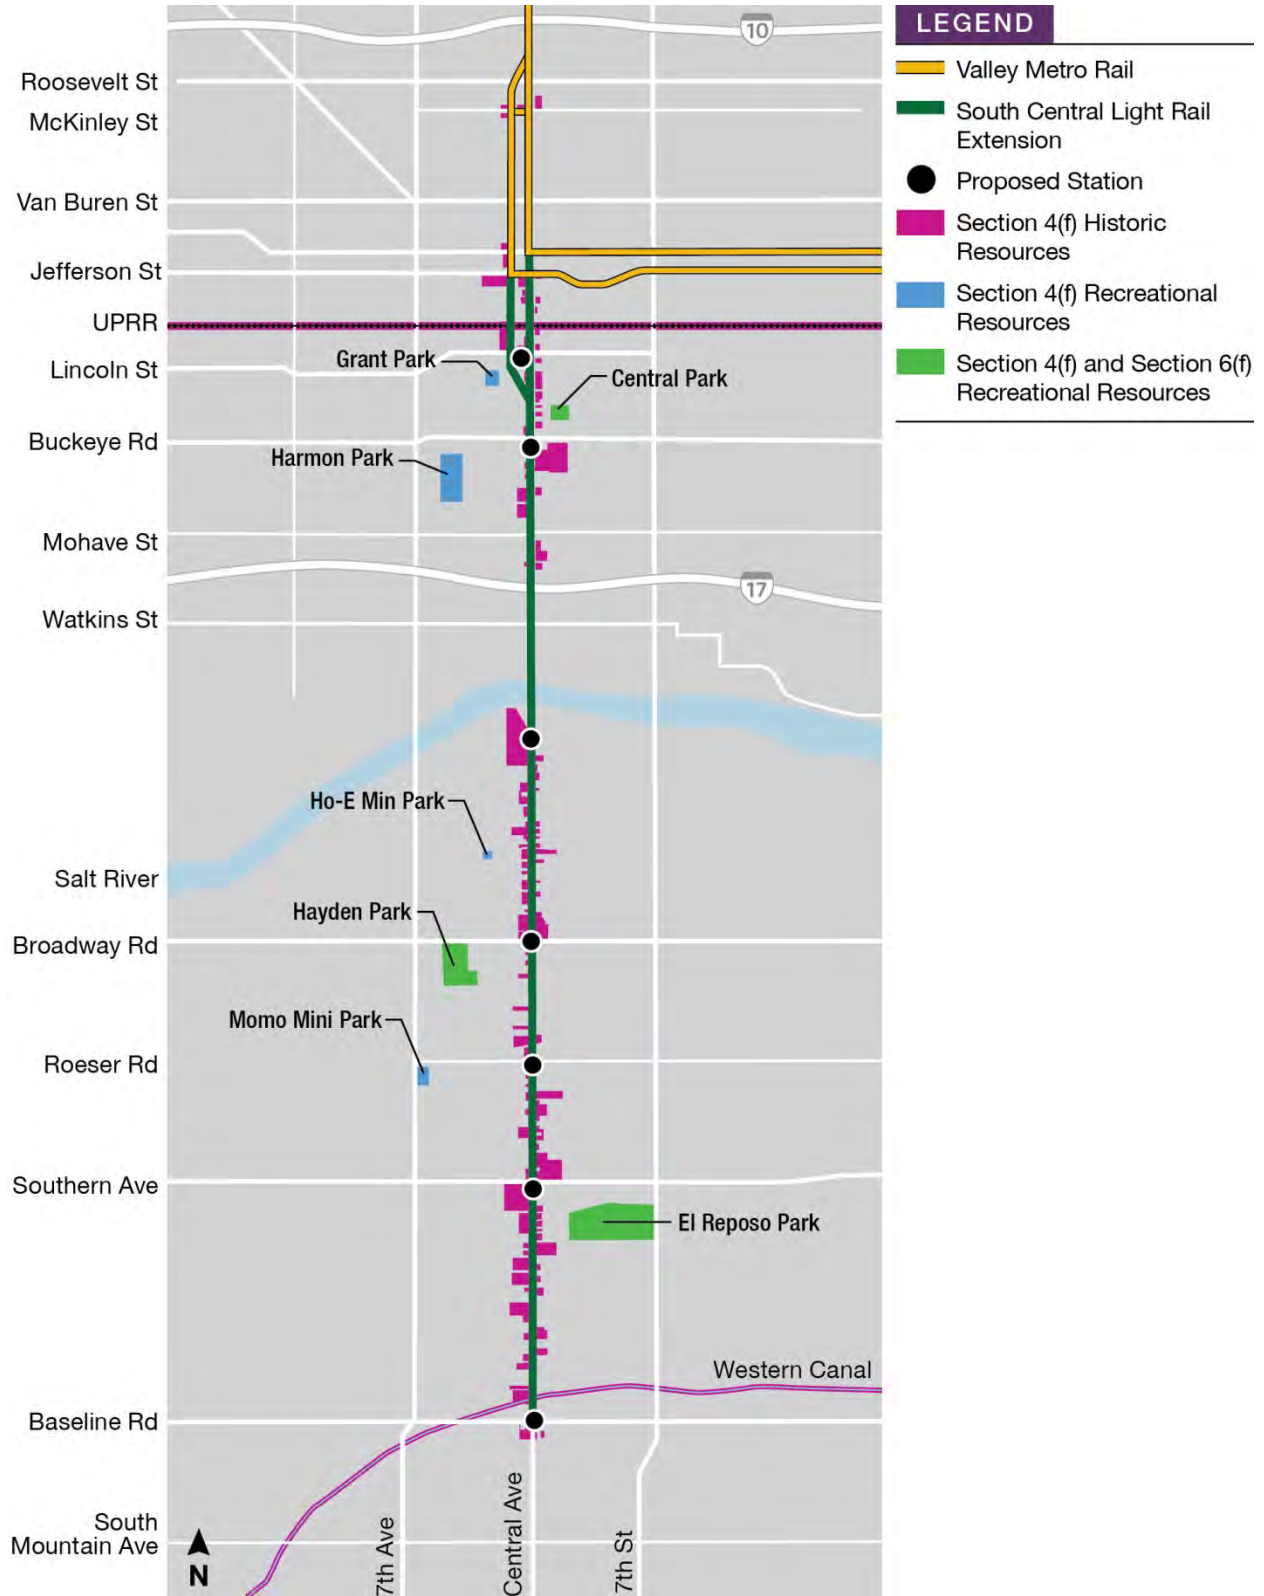 LEGEND
Valley Metro Rail
South Central Light Rail
Extension
Proposed Station
Section 4(f) Historic
Resources
Section 4(f) Recreational
Resources
Section 4(f) and Section 6(f)
Recreational Resources
10
Roosevelt St
McKinley St
Van Buren St
Jefferson St
UPRR
Grant Park
Lincoln St
Central Park
Buckeye Rd
Harmon Park
Mohave St
17
Watkins St
Ho-E Min Park
Salt River
Hayden Park
Broadway Rd
Momo Mini Park
Roeser Rd
Southern Ave
El Reposo Park
Western Canal
Baseline Rd
South
Mountain Ave
N
7th Ave
Central Ave
7th St